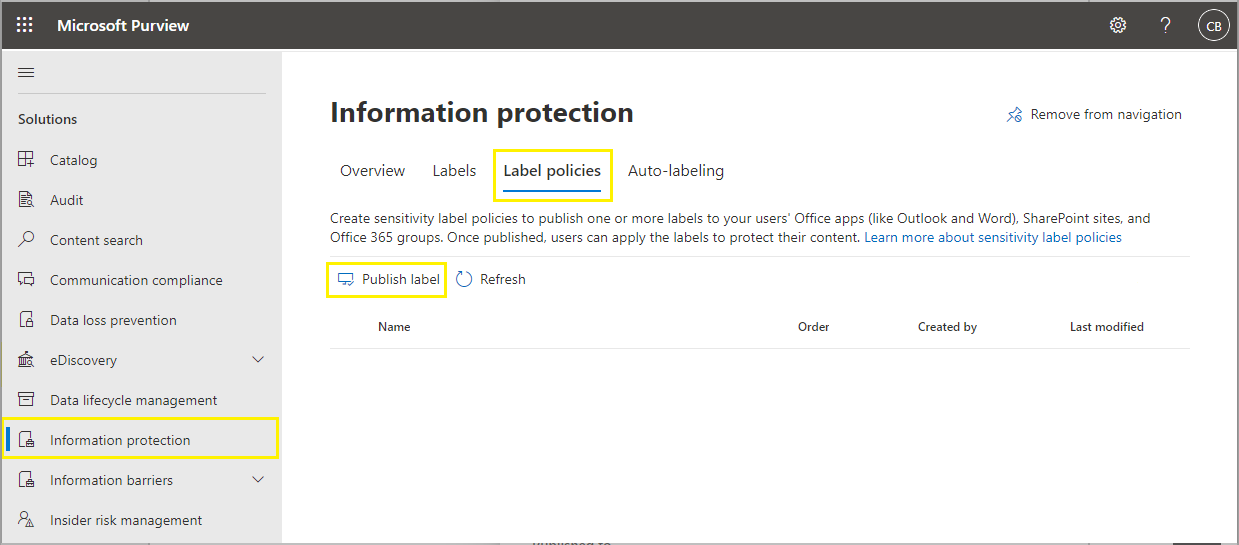 Microsoft Purview
?
CB
Solutions
Catalog
Audit
Content search
Communication compliance
Data loss prevention
eDiscovery
Data lifecycle management
Information protection
Information barriers
Insider risk management
Information protection
Remove from navigation
Overview Labels Label policies Auto-labeling
Create sensitivity label policies to publish one or more labels to your users' Office apps (like Outlook and Word), SharePoint sites, and
Office 365 groups. Once published, users can apply the labels to protect their content. Learn more about sensitivity label policies
Publish label Refresh
Name Order Created by Last modified